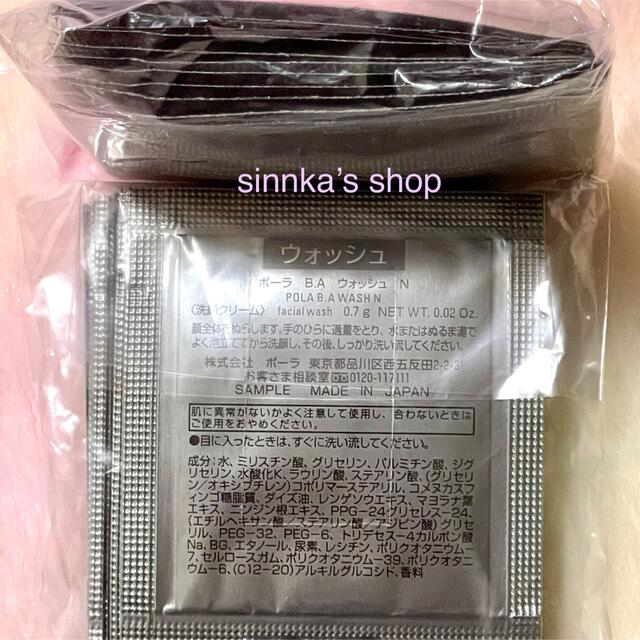 sinnka's shop
ウォッシュ
ポーラ B.A ウォッシュ N
POLA B.A WASH N
〈洗顔クリーム〉 facial wash 0.7g NET WT. 0.02 Oz.
顔全体をぬらします。手のひらに適量をとり、水またはぬるま湯で
よく泡立ててから洗顔し、その後、しっかり洗い流してください。
株式会社 ポーラ 東京都品川区西五反田2-2-3
お客さま相談室 0120-117111
SAMPLE MADE IN JAPAN
肌に異常がないかよく注意して使用し、合わないときは
ご使用をおやめください。
●目に入ったときは、すぐに洗い流してください。
成分:水、ミリスチン酸、グリセリン、パルミチン酸、ジグ
リセリン、水酸化K、ラウリン酸、ステアリン酸、(グリセリ
ン/オキシブチレン)コポリマーステアリル、コメヌカスフ
ィンゴ糖脂質、ダイズ油、レンゲソウエキス、マヨラナ葉
エキス、ニンジン根エキス、PPG-24グリセレス-24、
(エチルヘキサン酸/ステアリン酸/アジピン酸)グリセ
リル、PEG-32、PEG-6、トリデセス-4カルボン酸
Na、BG、エタノール、尿素、レシチン、ポリクオタニウム-
7、セルロースガム、ポリクオタニウム-39、ポリクオタニ
ウム-6、(C12-20)アルキルグルコシド、香料